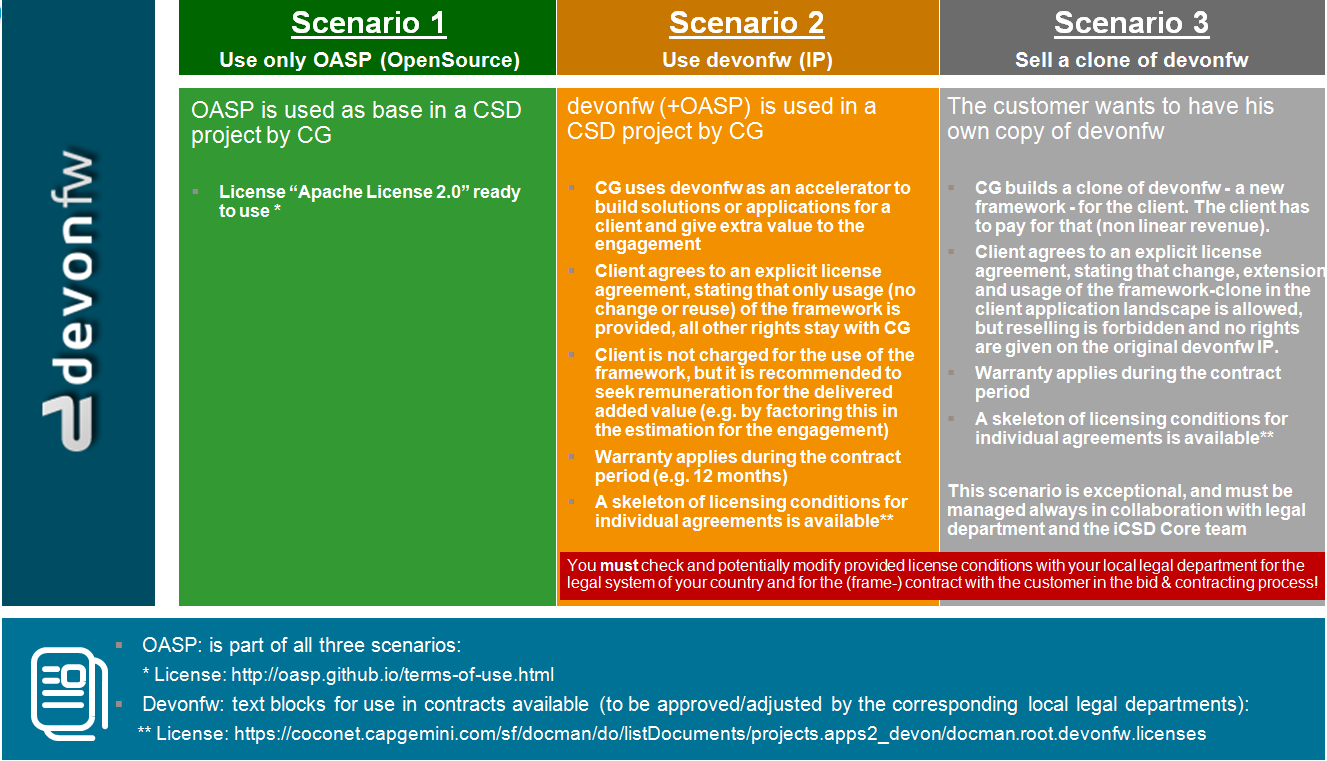 devonfw
Scenario 1
Use only OASP (OpenSource)
OASP is used as base in a CSD
project by CG
License “Apache License 2.0” ready
to use *
Scenario 2
Use devonfw (IP)
devonfw (+OASP) is used in a
CSD project by CG
CG uses devonfw as an accelerator to
build solutions or applications for a
client and give extra value to the
engagement
Client agrees to an explicit license
agreement, stating that only usage (no
change or reuse) of the framework is
provided, all other rights stay with CG
Client is not charged for the use of the
framework, but it is recommended to
seek remuneration for the delivered
added value (e.g. by factoring this in
the estimation for the engagement)
Warranty applies during the contract
period (e.g. 12 months)
A skeleton of licensing conditions for
individual agreements is available**
Scenario 3
Sell a clone of devonfw
The customer wants to have his
own copy of devonfw
CG builds a clone of devonfw - a new
framework - for the client. The client has
to pay for that (non linear revenue).
Client agrees to an explicit license
agreement, stating that change, extension
and usage of the framework-clone in the
client application landscape is allowed,
but reselling is forbidden and no rights
are given on the original devonfw IP.
Warranty applies during the contract
period
A skeleton of licensing conditions for
individual agreements is available**
This scenario is exceptional, and must be
managed always in collaboration with legal
department and the iCSD Core team
You must check and potentially modify provided license conditions with your local legal department for the
legal system of your country and for the (frame-) contract with the customer in the bid & contracting process!
OASP: is part of all three scenarios:
* License: http://oasp.github.io/terms-of-use.html
Devonfw: text blocks for use in contracts available (to be approved/adjusted by the corresponding local legal departments):
** License: https://coconet.capgemini.com/sf/docman/do/listDocuments/projects.apps2_devon/docman.root.devonfw.licenses